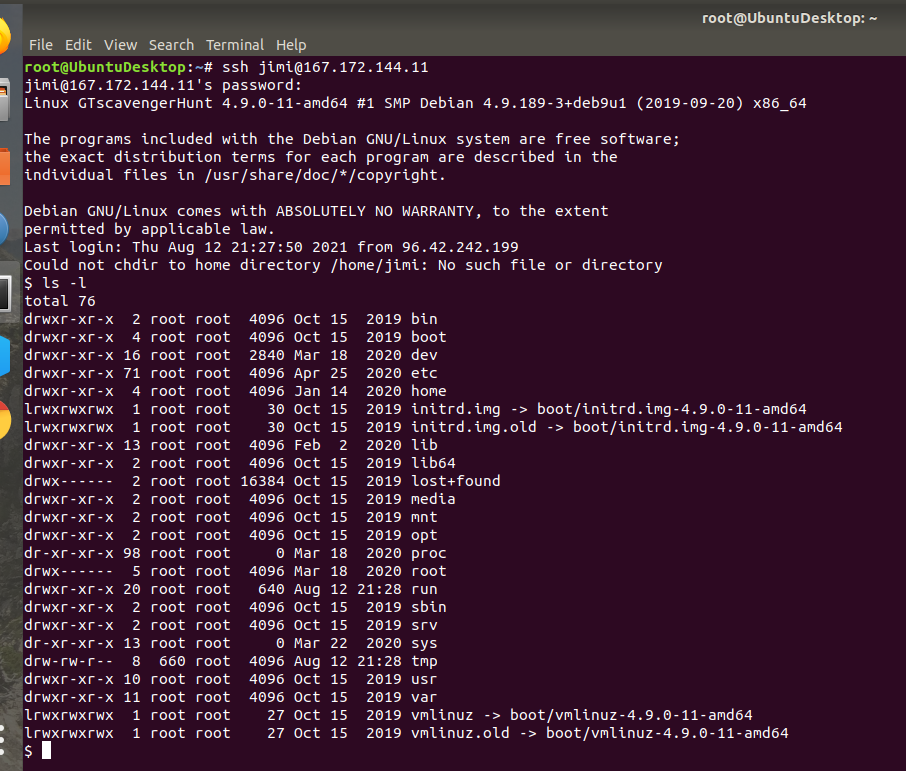 root@UbuntuDesktop: ~
File Edit View Search Terminal Help
root@UbuntuDesktop:~# ssh jimi@167.172.144.11
jimi@167.172.144.11's password:
Linux GTscavengerHunt 4.9.0-11-amd64 #1 SMP Debian 4.9.189-3+deb9u1 (2019-09-20) x86_64

The programs included with the Debian GNU/Linux system are free software;
the exact distribution terms for each program are described in the
individual files in /usr/share/doc/*/copyright.

Debian GNU/Linux comes with ABSOLUTELY NO WARRANTY, to the extent
permitted by applicable law.
Last login: Thu Aug 12 21:27:50 2021 from 96.42.242.199
Could not chdir to home directory /home/jimi: No such file or directory
$ ls -l
total 76
drwxr-xr-x  2 root root  4096 Oct 15  2019 bin
drwxr-xr-x  4 root root  4096 Oct 15  2019 boot
drwxr-xr-x 16 root root  2840 Mar 18  2020 dev
drwxr-xr-x 71 root root  4096 Apr 25  2020 etc
drwxr-xr-x  4 root root  4096 Jan 14  2020 home
lrwxrwxrwx  1 root root    30 Oct 15  2019 initrd.img -> boot/initrd.img-4.9.0-11-amd64
lrwxrwxrwx  1 root root    30 Oct 15  2019 initrd.img.old -> boot/initrd.img-4.9.0-11-amd64
drwxr-xr-x 13 root root  4096 Feb  2  2020 lib
drwxr-xr-x  2 root root  4096 Oct 15  2019 lib64
drwx------  2 root root 16384 Oct 15  2019 lost+found
drwxr-xr-x  2 root root  4096 Oct 15  2019 media
drwxr-xr-x  2 root root  4096 Oct 15  2019 mnt
drwxr-xr-x  2 root root  4096 Oct 15  2019 opt
dr-xr-xr-x 98 root root     0 Mar 18  2020 proc
drwx------  5 root root  4096 Mar 18  2020 root
drwxr-xr-x 20 root root   640 Aug 12 21:28 run
drwxr-xr-x  2 root root  4096 Oct 15  2019 sbin
drwxr-xr-x  2 root root  4096 Oct 15  2019 srv
dr-xr-xr-x 13 root root     0 Mar 22  2020 sys
drw-rw-r--  8  660 root  4096 Aug 12 21:28 tmp
drwxr-xr-x 10 root root  4096 Oct 15  2019 usr
drwxr-xr-x 11 root root  4096 Oct 15  2019 var
lrwxrwxrwx  1 root root    27 Oct 15  2019 vmlinuz -> boot/vmlinuz-4.9.0-11-amd64
lrwxrwxrwx  1 root root    27 Oct 15  2019 vmlinuz.old -> boot/vmlinuz-4.9.0-11-amd64
$